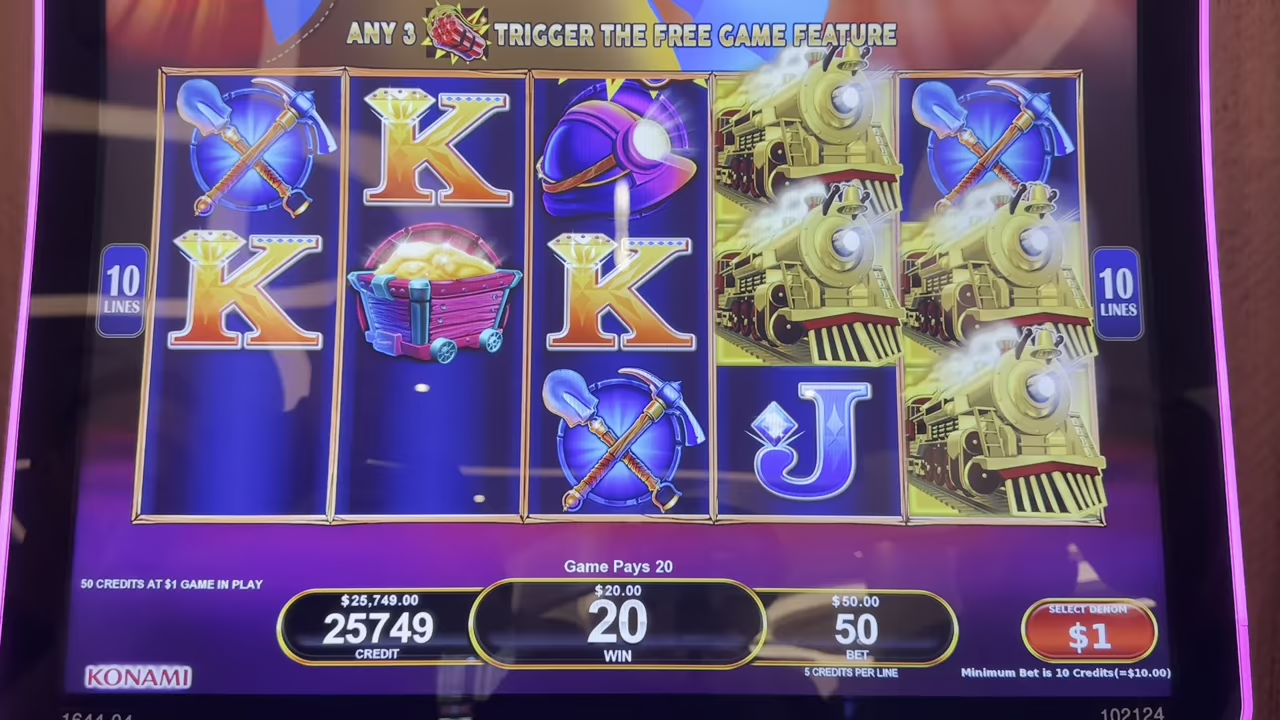 ANY 3 TRIGGER THE FREE GAME FEATURE
K
K
K
J
10
LINES
10
LINES
Game Pays 20
50 CREDITS AT $1 GAME IN PLAY
$25,749.00
25749
CREDIT
$20.00
20
WIN
$50.00
50
BET
5 CREDITS PER LINE
SELECT DENOM
$1
Minimum Bet is 10 Credits(=$10.00)
KONAMI
102124